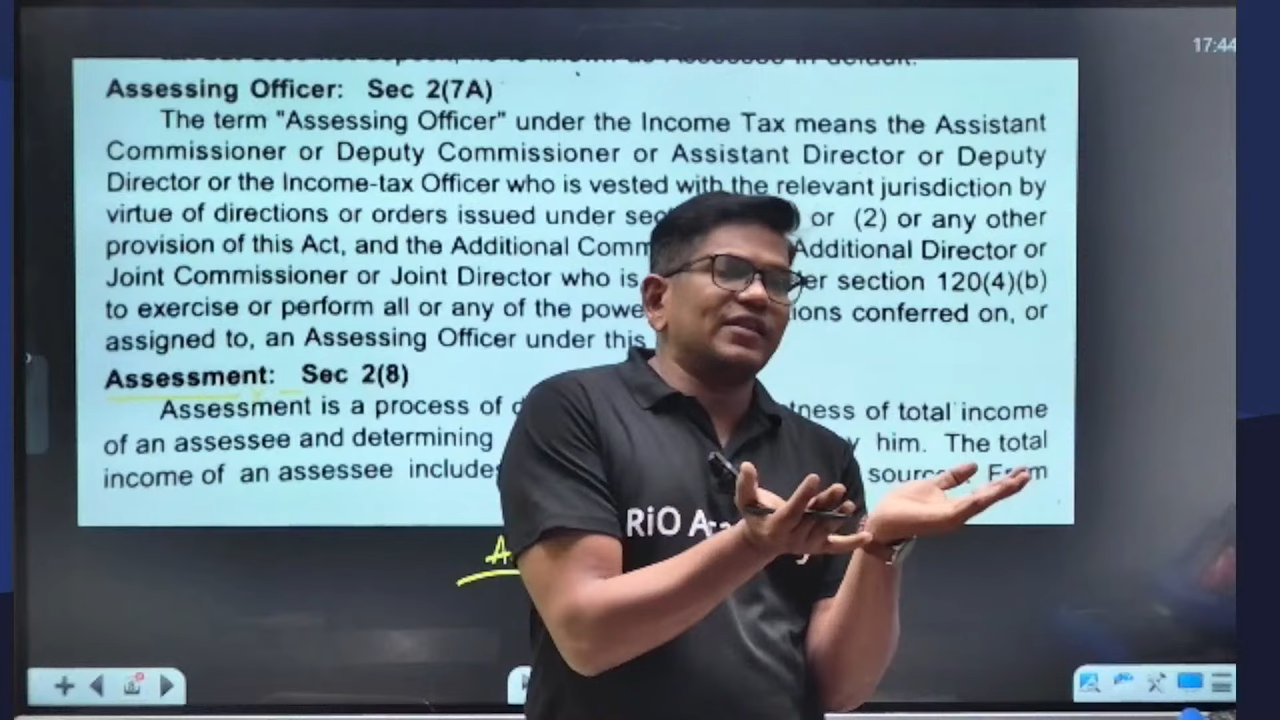 17:44
Assessing Officer: Sec 2(7A)
The term "Assessing Officer" under the Income Tax means the Assistant
Commissioner or Deputy Commissioner or Assistant Director or Deputy
Director or the Income-tax Officer who is vested with the relevant jurisdiction by
virtue of directions or orders issued under or (2) or any other
provision of this Act, and the Additional Additional Director or
Joint Commissioner or Joint Director who is section 120(4)(b)
to exercise or perform all or any of the conferred on, or
assigned to, an Assessing Officer under this
Assessment: Sec 2(8)
Assessment is a process of of total income
of an assessee and determining him. The total
income of an assessee From
RiO